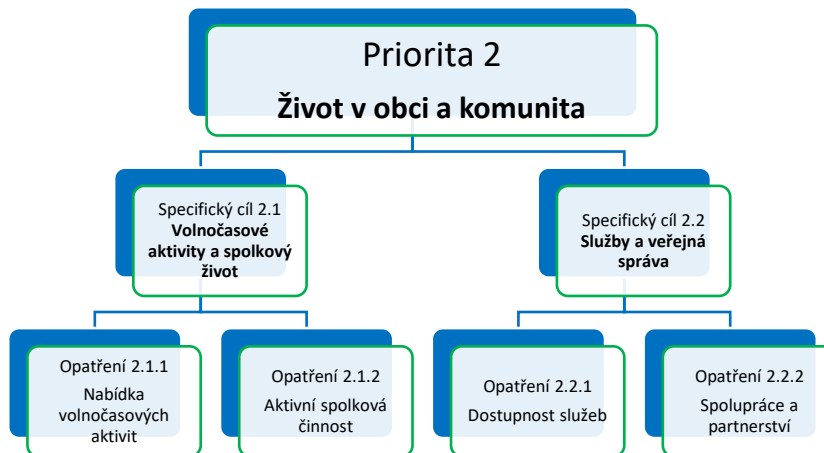 Priorita 2
Život v obci a komunita
Specifický cíl 2.1
Volnočasové
aktivity a spolkový
život
Specifický cíl 2.2
Služby a veřejná
správa
Opatření 2.1.1
Nabídka
volnočasových
aktivit
Opatření 2.1.2
Aktivní spolková
činnost
Opatření 2.2.1
Dostupnost služeb
Opatření 2.2.2
Spolupráce a
partnerství